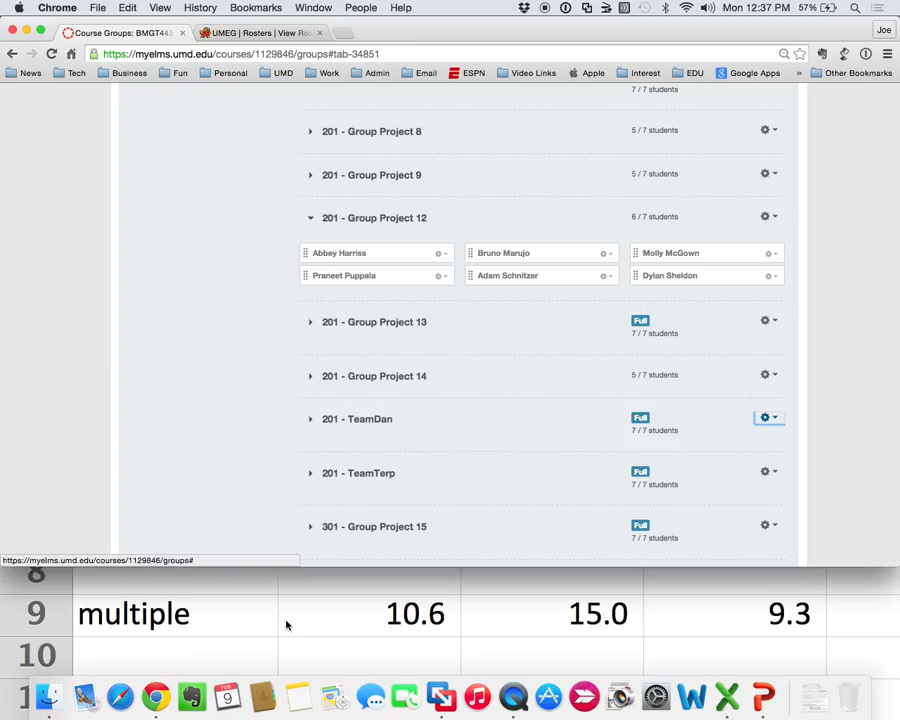 Chrome File Edit View History Bookmarks Window People Help
57% Mon 12:37 PM
Course Groups: BMGT443
UMEG | Rosters | View Ros
Joe
https://myelms.umd.edu/courses/1129846/groups#tab-34851
News Tech Business Fun Personal UMD Work Admin Email ESPN Video Links Apple Interest EDU Google Apps » Other Bookmarks
7 / 7 students
201 - Group Project 8 5 / 7 students
201 - Group Project 9 5 / 7 students
201 - Group Project 12 6 / 7 students
Abbey Harriss Bruno Marujo Molly McGown
Praneet Puppala Adam Schnitzer Dylan Sheldon
201 - Group Project 13 Full
7 / 7 students
201 - Group Project 14 5 / 7 students
201 - TeamDan Full
7 / 7 students
201 - TeamTerp Full
7 / 7 students
301 - Group Project 15 Full
7 / 7 students
https://myelms.umd.edu/courses/1129846/groups#
8
9 multiple 10.6 15.0 9.3
10
FEB
9